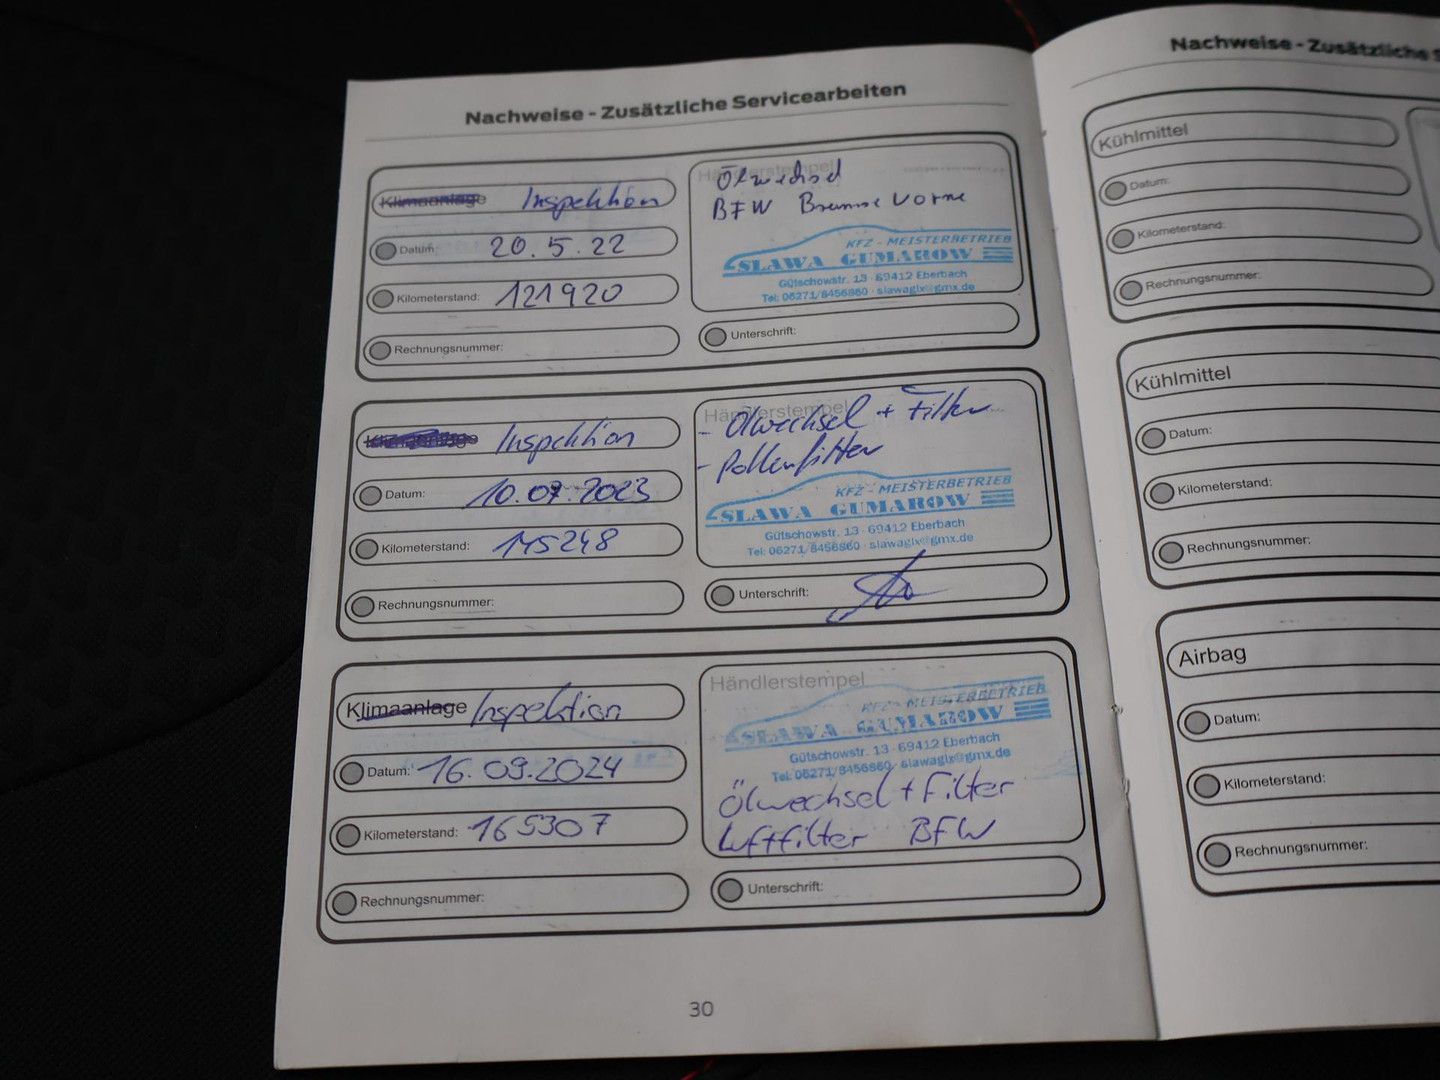 Nachweise - Zusätzliche Servicearbeiten
Klimaanlage Inspektion
Datum: 20.5.22
Kilometerstand: 121920
Rechnungsnummer:
Händlerstempel
Ölwechsel
BFW Bremse vorne
KFZ - MEISTERBETRIEB
SLAWA GUMAROW
Gütschowstr. 13 · 69412 Eberbach
Tel: 06271/8456860 · slawaglx@gmx.de
Unterschrift:
Klimaanlage Inspektion
Datum: 10.07.2023
Kilometerstand: 145248
Rechnungsnummer:
Händlerstempel
- Ölwechsel + Filter
- Pollenfilter
KFZ - MEISTERBETRIEB
SLAWA GUMAROW
Gütschowstr. 13 · 69412 Eberbach
Tel: 06271/8456860 · slawaglx@gmx.de
Unterschrift:
Klimaanlage Inspektion
Datum: 16.09.2024
Kilometerstand: 165307
Rechnungsnummer:
Händlerstempel
KFZ - MEISTERBETRIEB
SLAWA GUMAROW
Gütschowstr. 13 · 69412 Eberbach
Tel: 06271/8456860 · slawaglx@gmx.de
Ölwechsel + Filter
Luftfilter BFW
Unterschrift:
30
Nachweise - Zusätzliche S
Kühlmittel
Datum:
Kilometerstand:
Rechnungsnummer:
Kühlmittel
Datum:
Kilometerstand:
Rechnungsnummer:
Airbag
Datum:
Kilometerstand:
Rechnungsnummer: